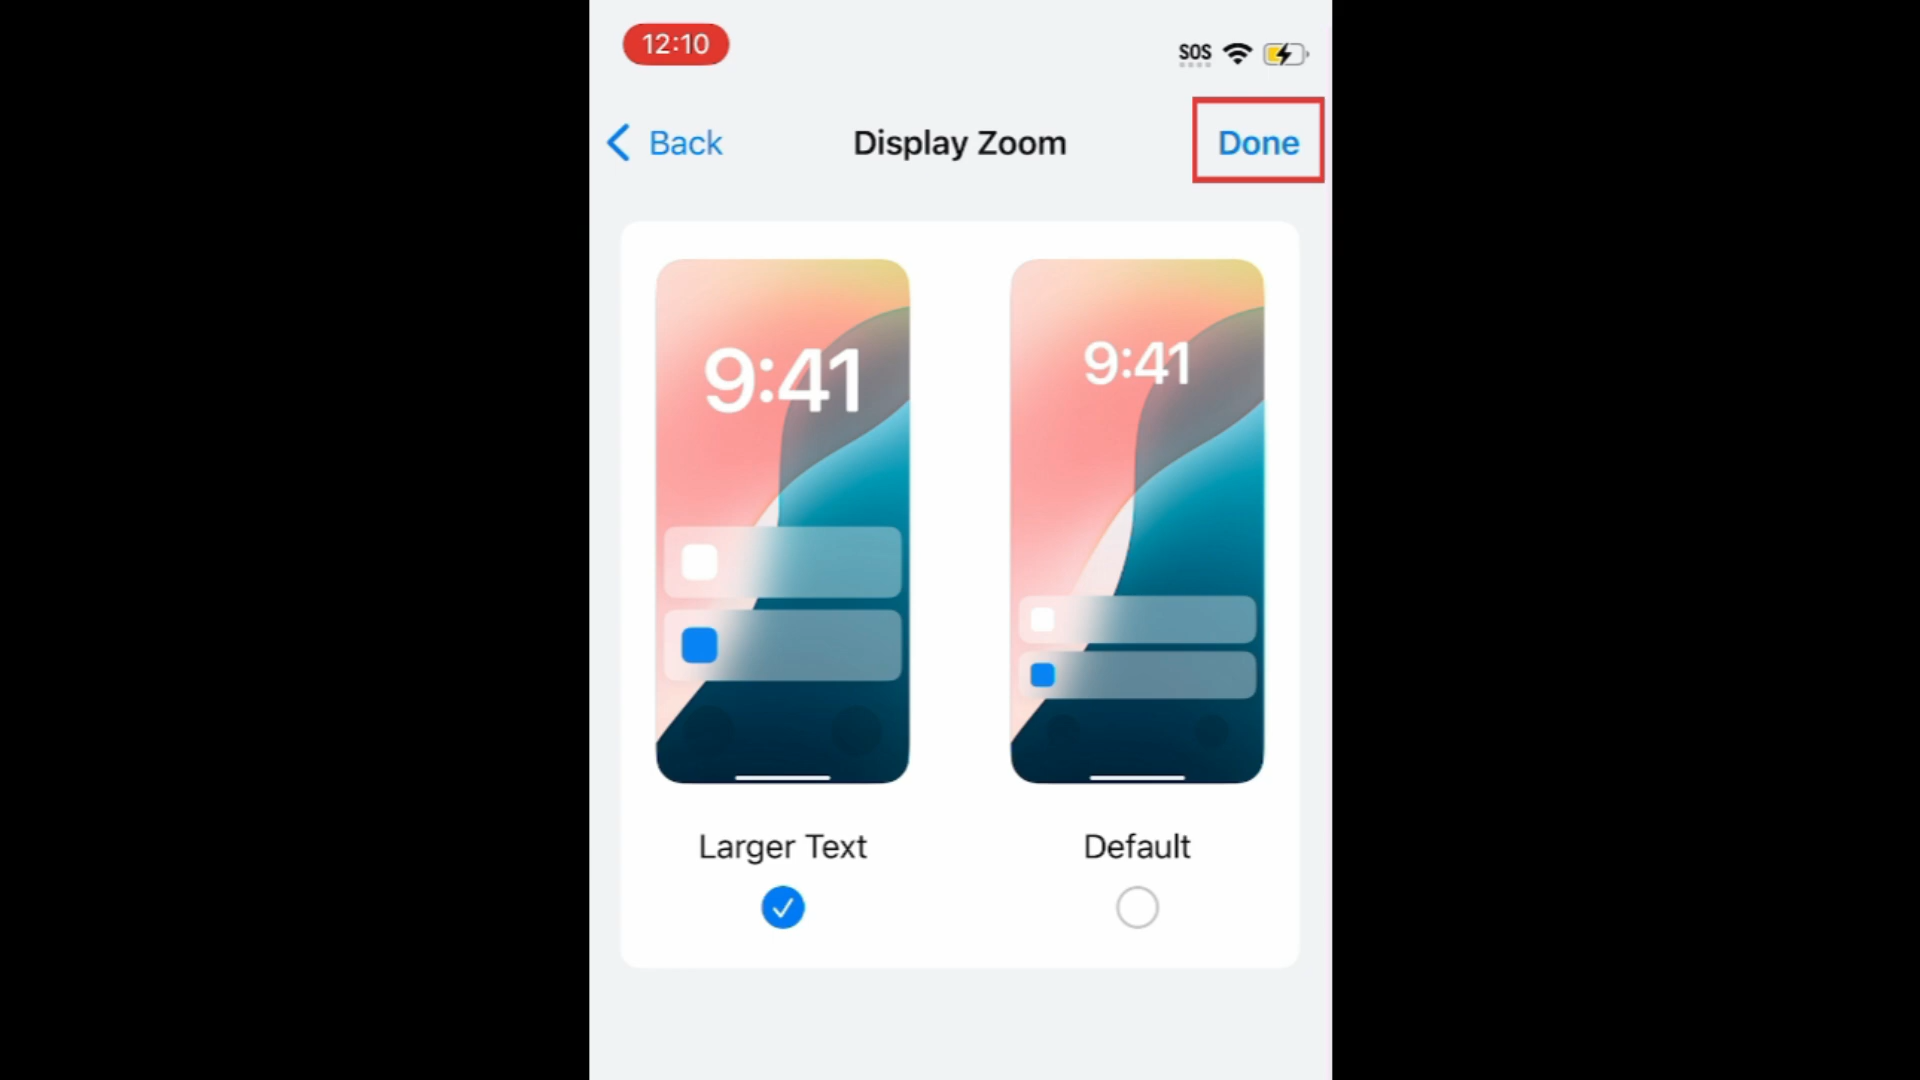 12:10
SOS
Back
Display Zoom
Done
9:41
9:41
Larger Text
Default